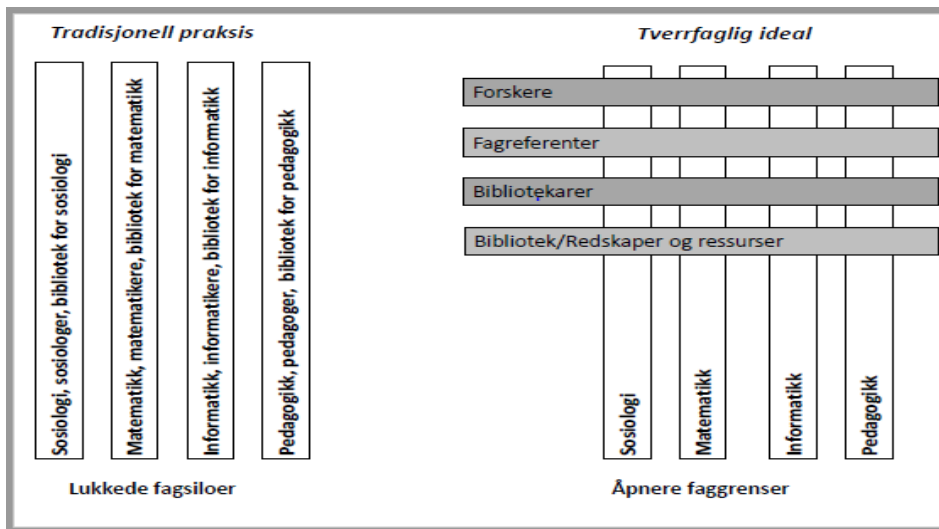 Tradisjonell praksis
Sosiologi, sosiologer, bibliotek for sosiologi
Matematikk, matematikere, bibliotek for matematikk
Informatikk, informatikere, bibliotek for informatikk
Pedagogikk, pedagoger, bibliotek for pedagogikk
Lukkede fagsiloer
Tverrfaglig ideal
Forskere
Fagreferenter
Bibliotekarer
Bibliotek/Redskaper og ressurser
Sosiologi
Matematikk
Informatikk
Pedagogikk
Åpnere faggrenser